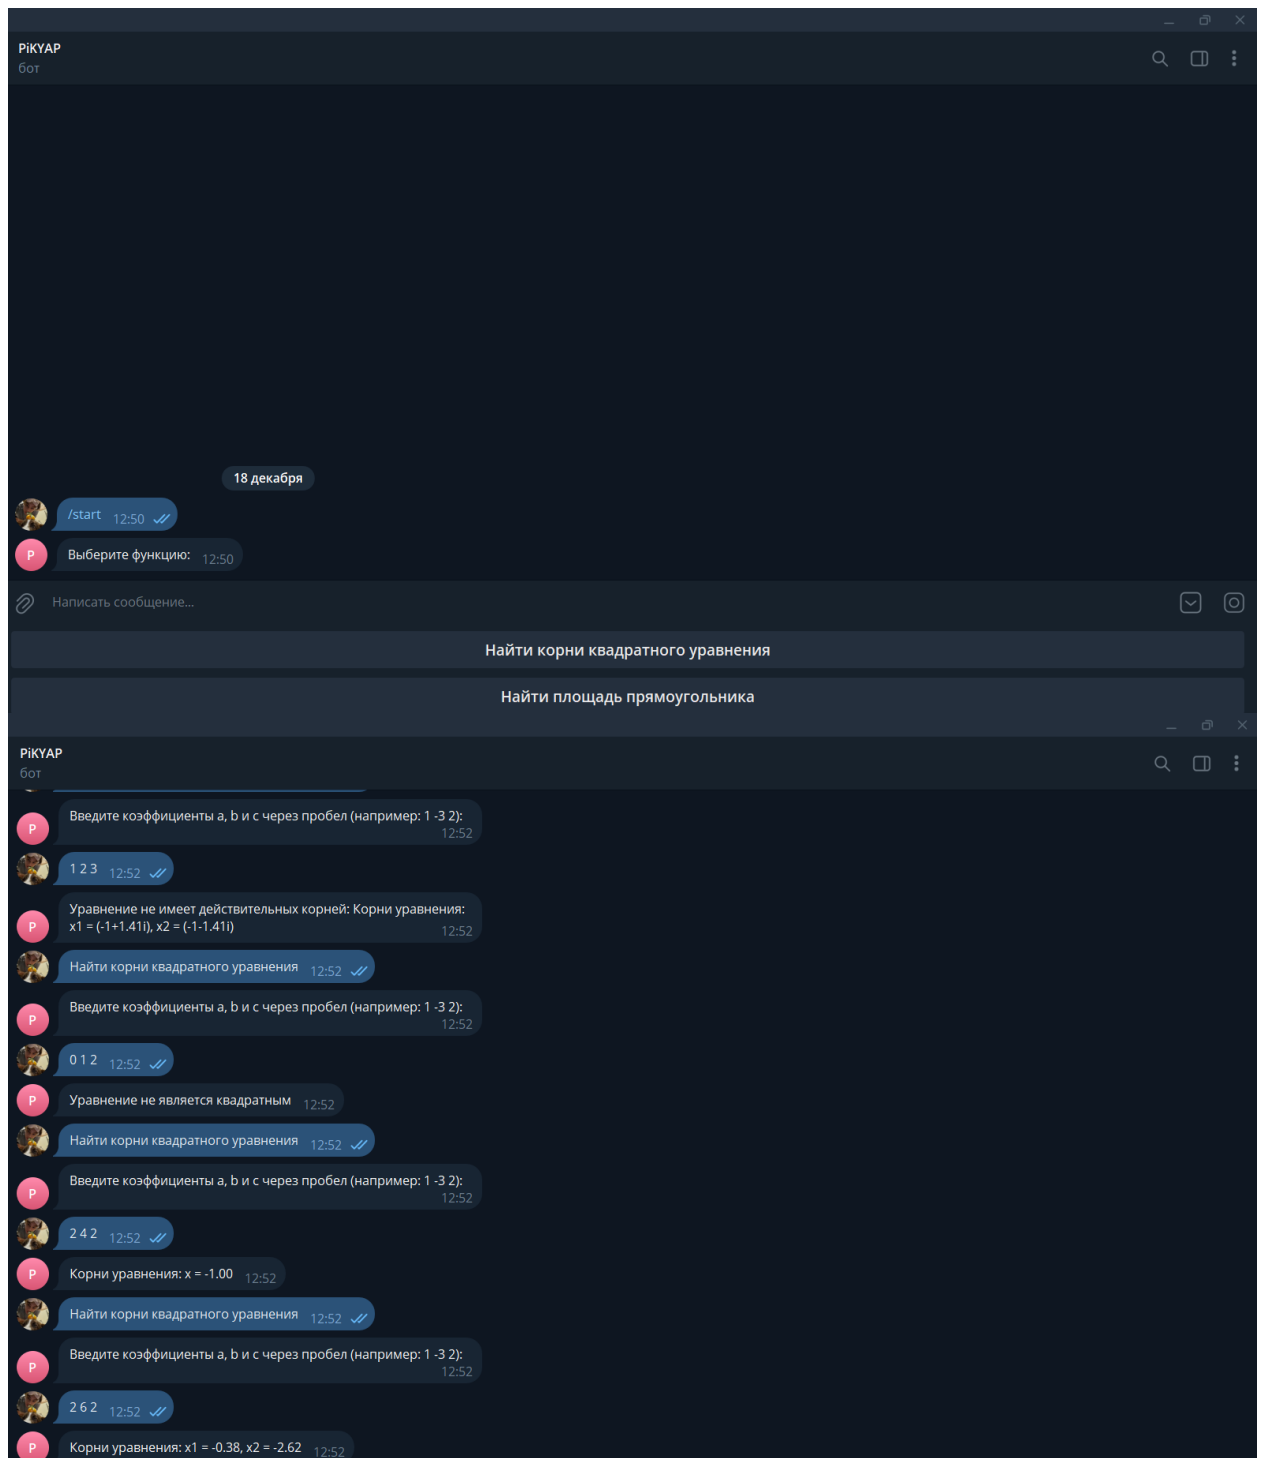 PiKYAP
бот
18 декабря
/start 12:50
P
Выберите функцию: 12:50
Написать сообщение...
Найти корни квадратного уравнения
Найти площадь прямоугольника
PiKYAP
бот
Введите коэффициенты a, b и c через пробел (например: 1 -3 2):
P
12:52
1 2 3 12:52
Уравнение не имеет действительных корней: Корни уравнения:
P
x1 = (-1+1.41i), x2 = (-1-1.41i) 12:52
Найти корни квадратного уравнения 12:52
Введите коэффициенты a, b и c через пробел (например: 1 -3 2):
P
12:52
0 1 2 12:52
P
Уравнение не является квадратным 12:52
Найти корни квадратного уравнения 12:52
Введите коэффициенты a, b и c через пробел (например: 1 -3 2):
P
12:52
2 4 2 12:52
P
Корни уравнения: x = -1.00 12:52
Найти корни квадратного уравнения 12:52
Введите коэффициенты a, b и c через пробел (например: 1 -3 2):
P
12:52
2 6 2 12:52
P
Корни уравнения: x1 = -0.38, x2 = -2.62 12:52